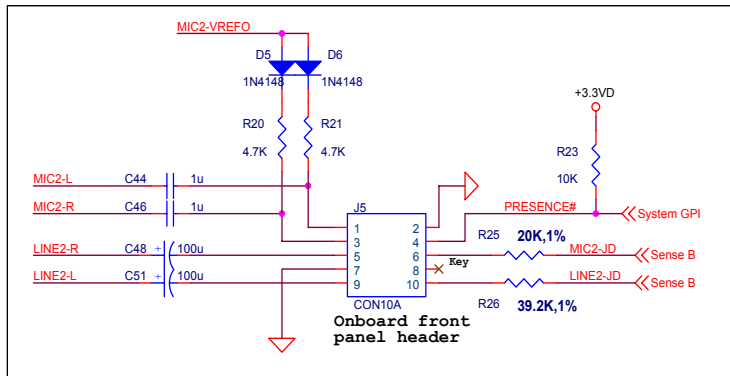 MIC2-VREFO
D5 D6
1N4148 1N4148
+3.3VD
R20 R21
4.7K 4.7K
R23
10K
MIC2-L C44 1u
MIC2-R C46 1u
J5
PRESENCE# System GPI
1 2
3 4
R25 20K,1%
LINE2-R C48 + 100u 5 6 MIC2-JD Sense B
7 8 Key
LINE2-L C51 + 100u 9 10 LINE2-JD Sense B
CON10A
R26 39.2K,1%
Onboard front
panel header